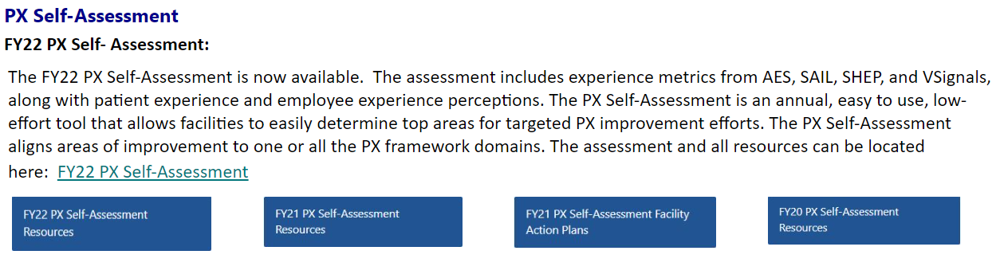 PX Self-Assessment
FY22 PX Self- Assessment:
The FY22 PX Self-Assessment is now available.  The assessment includes experience metrics from AES, SAIL, SHEP, and VSignals,
along with patient experience and employee experience perceptions. The PX Self-Assessment is an annual, easy to use, low-
effort tool that allows facilities to easily determine top areas for targeted PX improvement efforts. The PX Self-Assessment
aligns areas of improvement to one or all the PX framework domains. The assessment and all resources can be located
here:  FY22 PX Self-Assessment
FY22 PX Self-Assessment
Resources
FY21 PX Self-Assessment
Resources
FY21 PX Self-Assessment Facility
Action Plans
FY20 PX Self-Assessment
Resources